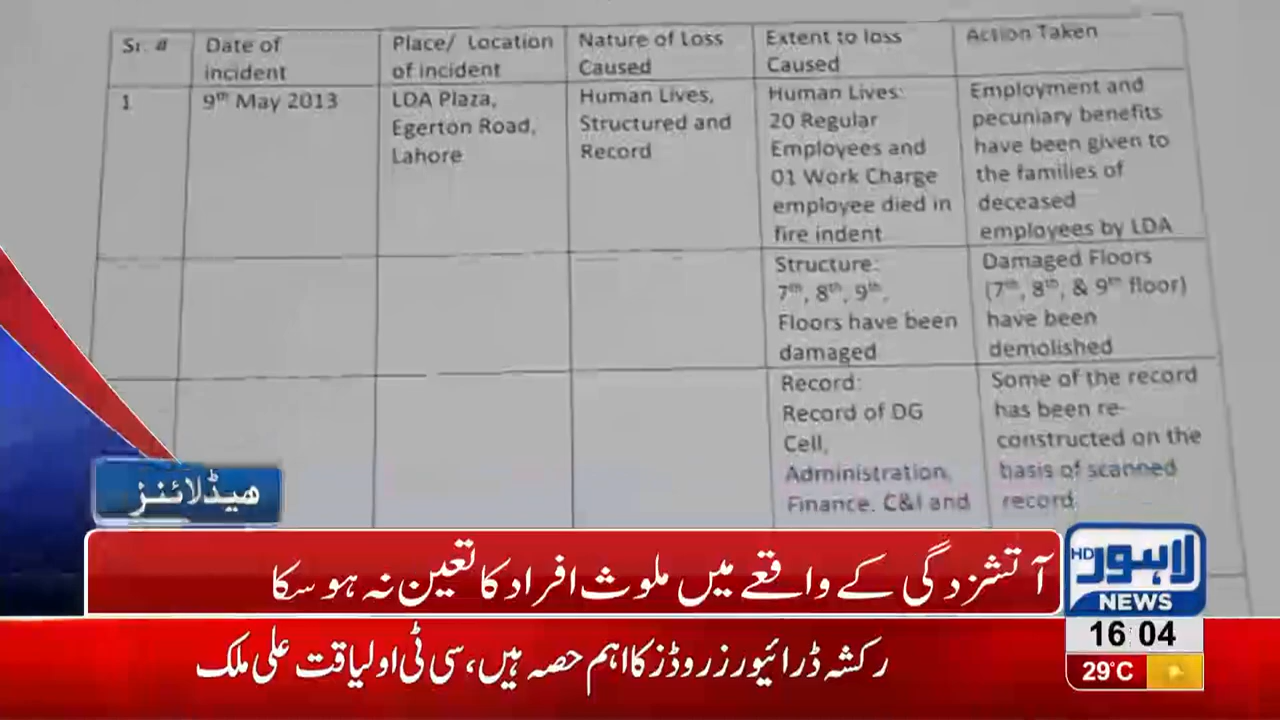 Sr. # Date of incident Place/ Location of incident Nature of Loss Caused Extent to loss Caused Action Taken
1 9th May 2013 LDA Plaza, Egerton Road, Lahore Human Lives, Structured and Record Human Lives: 20 Regular Employees and 01 Work Charge employee died in fire indent Employment and pecuniary benefits have been given to the families of deceased employees by LDA
Structure: 7th, 8th, 9th, Floors have been damaged Damaged Floors (7th, 8th, & 9th floor) have been demolished
Record: Record of DG Cell, Administration, Finance, C&I and Some of the record has been re-constructed on the basis of scanned record.
ہیڈلائنز
آتشزدگی کے واقعے میں ملوث افراد کا تعین نہ ہو سکا
HD لاہور
NEWS
16 04
رکشہ ڈرائیورز روڈز کا اہم حصہ ہیں، سی ٹی او لیاقت علی ملک
29°C